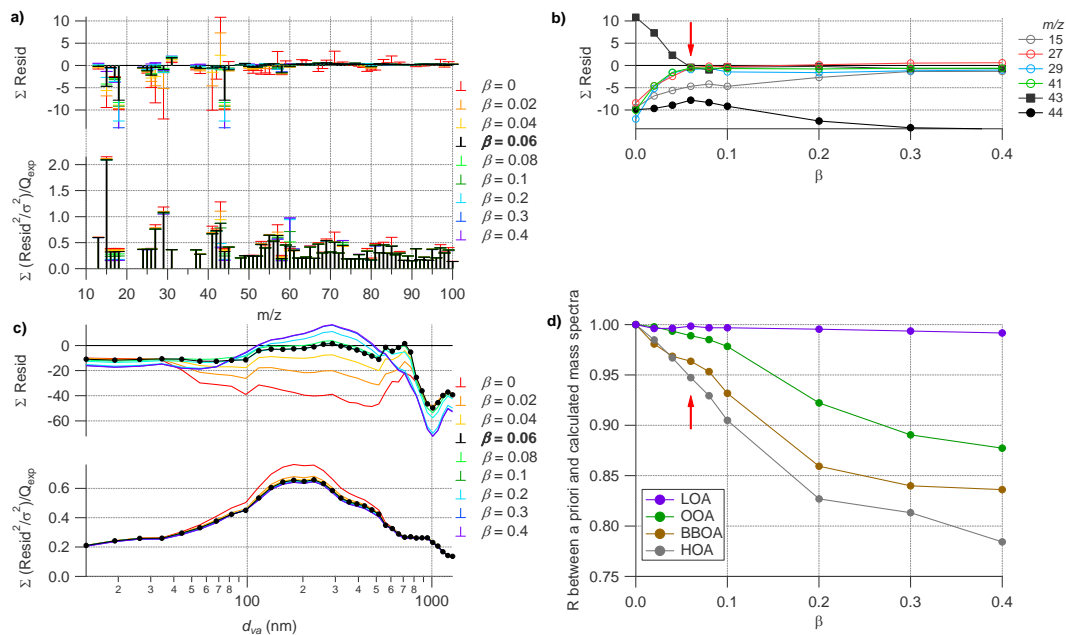 a)
Σ Resid
10
5
0
-5
-10
Σ (Resid²/σ²)/Q_exp
2.0
1.5
1.0
0.5
0.0
10 20 30 40 50 60 70 80 90 100
m/z
β = 0
β = 0.02
β = 0.04
β = 0.06
β = 0.08
β = 0.1
β = 0.2
β = 0.3
β = 0.4
b)
Σ Resid
10
5
0
-5
-10
0.0 0.1 0.2 0.3 0.4
β
m/z
15
27
29
41
43
44
c)
Σ Resid
0
-20
-40
-60
Σ (Resid²/σ²)/Q_exp
0.6
0.4
0.2
0.0
2 3 4 5 6 7 8 2 3 4 5 6 7 8
100 1000
d_va (nm)
β = 0
β = 0.02
β = 0.04
β = 0.06
β = 0.08
β = 0.1
β = 0.2
β = 0.3
β = 0.4
d)
R between a priori and calculated mass spectra
1.00
0.95
0.90
0.85
0.80
0.75
LOA
OOA
BBOA
HOA
0.0 0.1 0.2 0.3 0.4
β